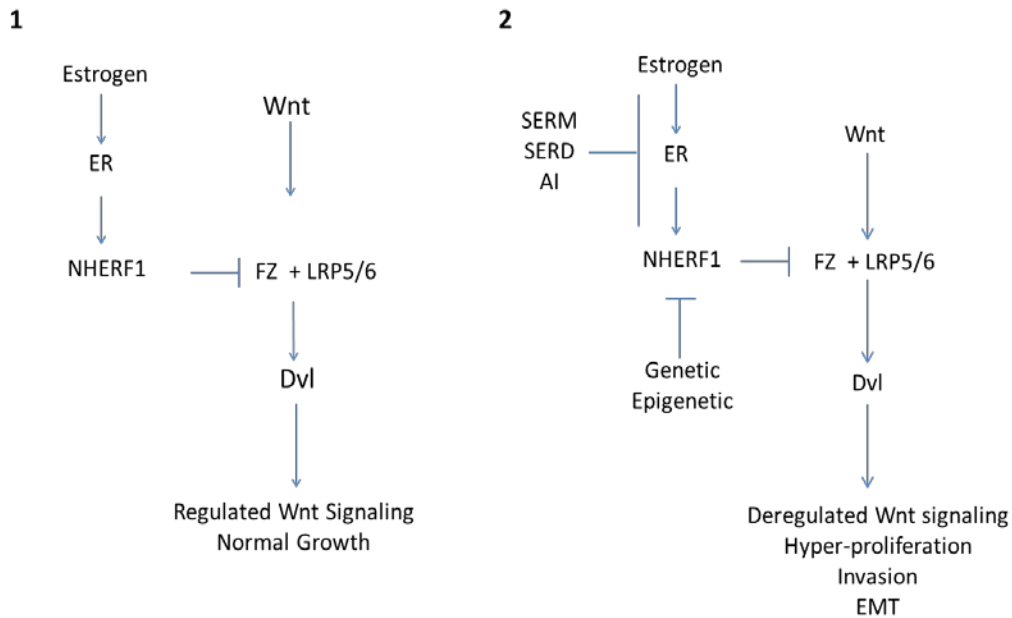 1
Estrogen
Wnt
ER
NHERF1
FZ + LRP5/6
Dvl
Regulated Wnt Signaling
Normal Growth
2
Estrogen
SERM
SERD
AI
ER
Wnt
NHERF1
FZ + LRP5/6
Genetic
Epigenetic
Dvl
Deregulated Wnt signaling
Hyper-proliferation
Invasion
EMT